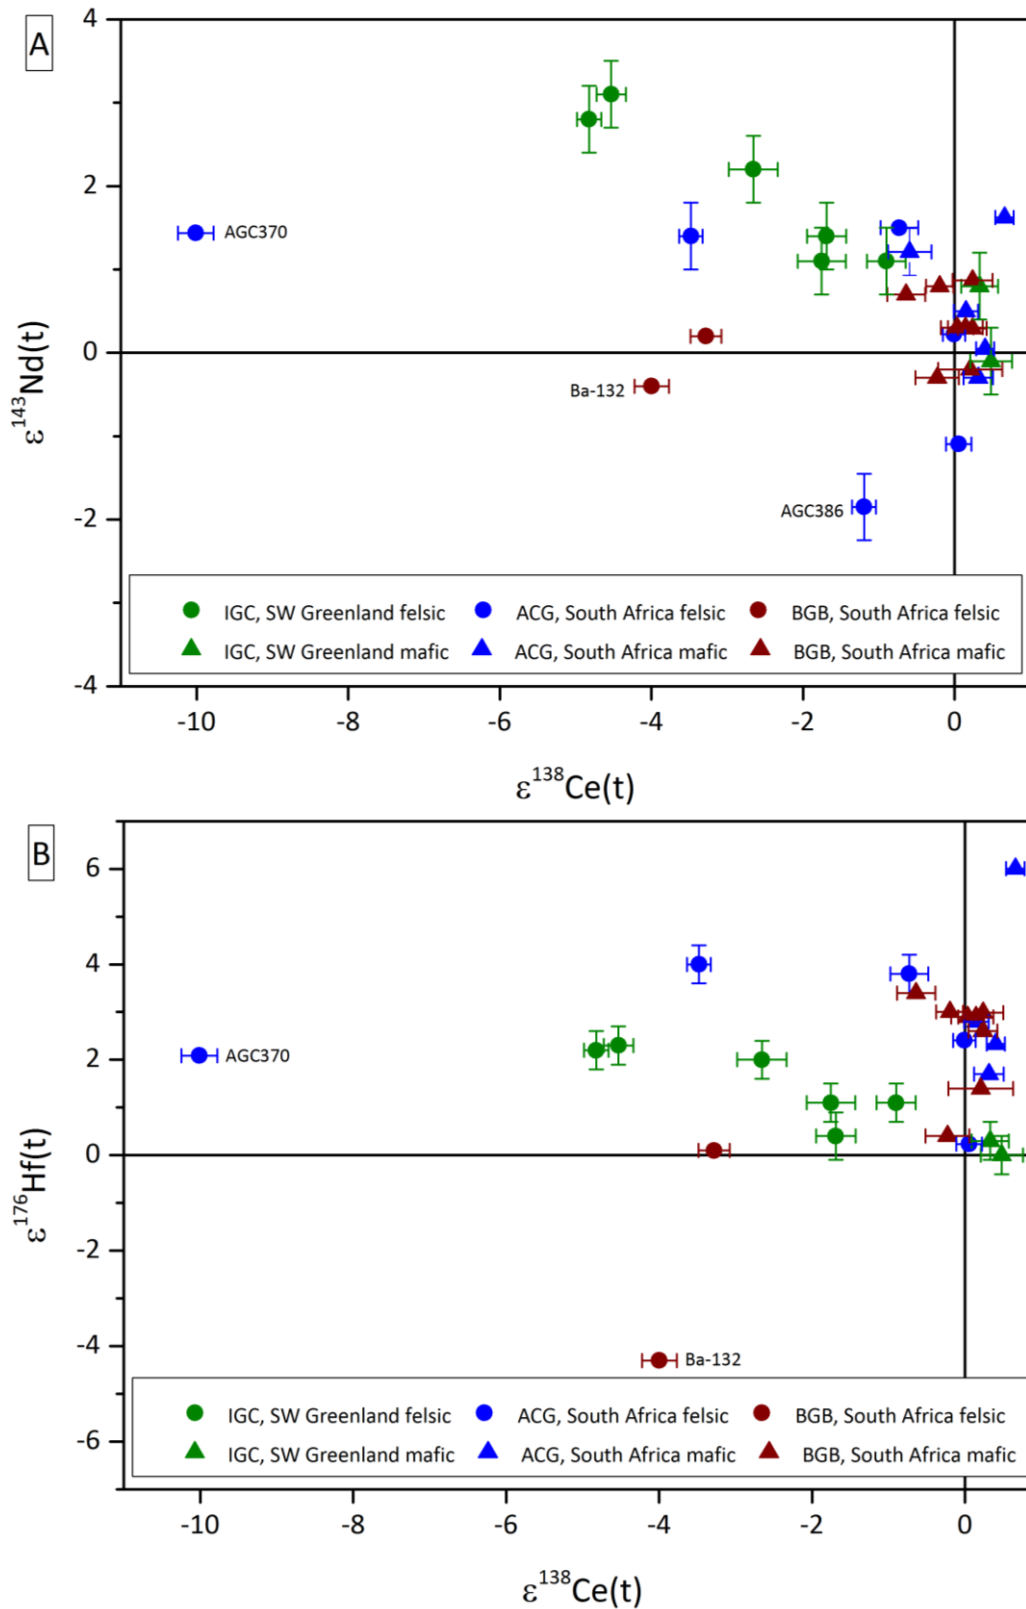 A
4
2
0
-2
-4
ε¹⁴³Nd(t)
AGC370
Ba-132
AGC386
IGC, SW Greenland felsic ACG, South Africa felsic BGB, South Africa felsic
IGC, SW Greenland mafic ACG, South Africa mafic BGB, South Africa mafic
-10 -8 -6 -4 -2 0
ε¹³⁸Ce(t)
B
6
4
2
0
-2
-4
-6
ε¹⁷⁶Hf(t)
AGC370
Ba-132
IGC, SW Greenland felsic ACG, South Africa felsic BGB, South Africa felsic
IGC, SW Greenland mafic ACG, South Africa mafic BGB, South Africa mafic
-10 -8 -6 -4 -2 0
ε¹³⁸Ce(t)